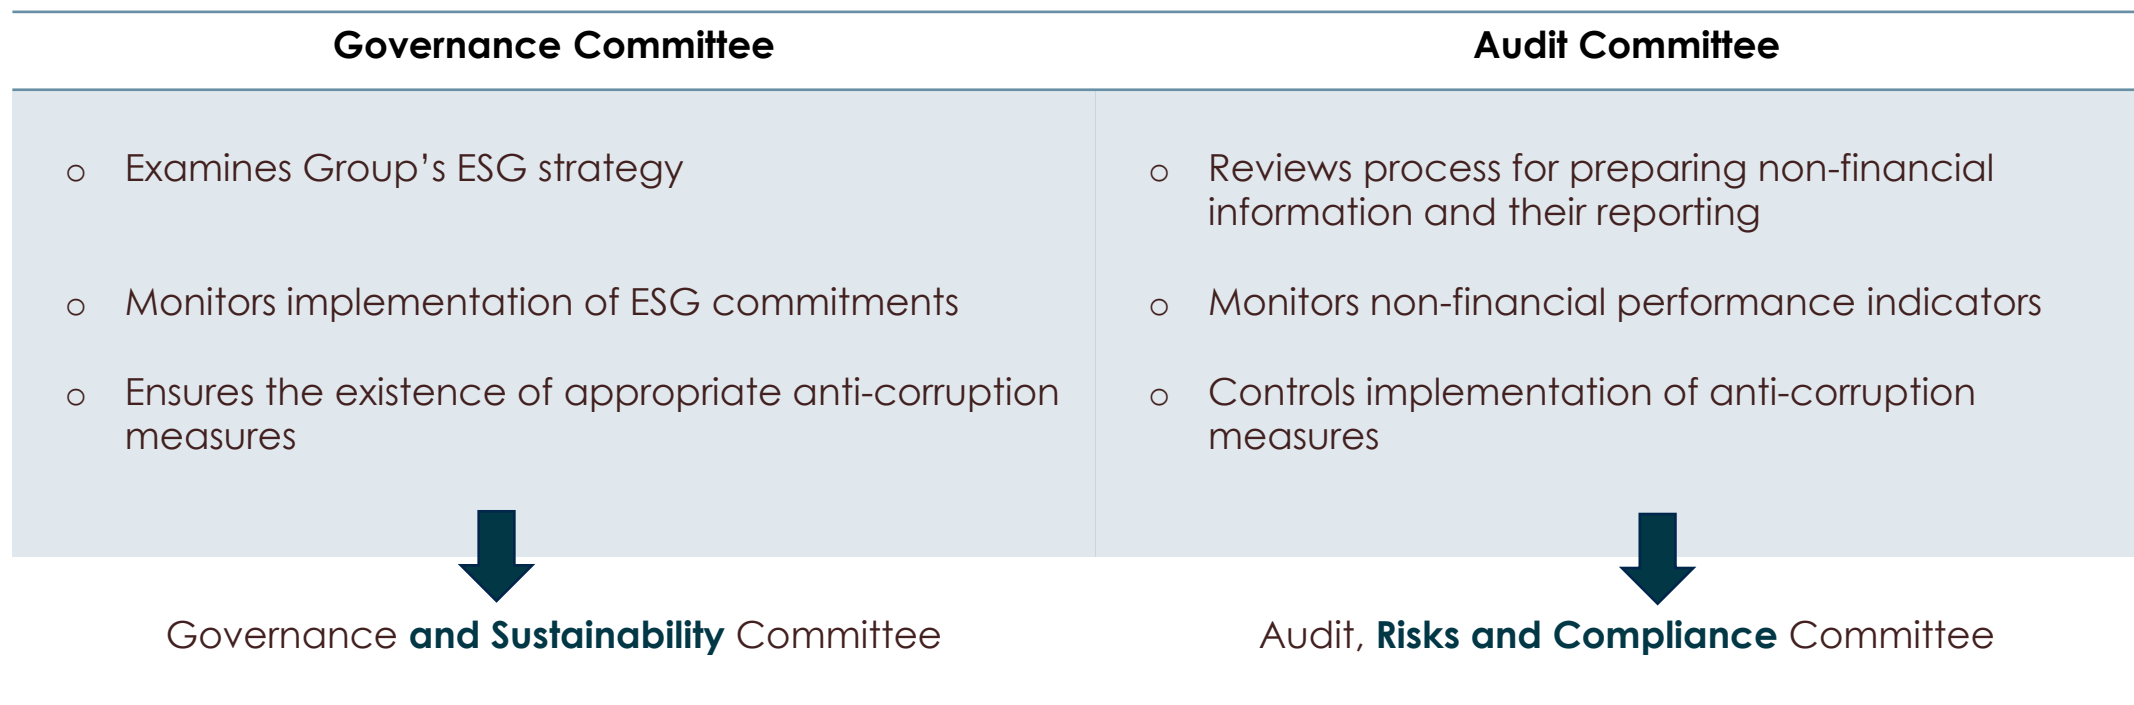 Governance Committee
Audit Committee
o Examines Group's ESG strategy
o Monitors implementation of ESG commitments
o Ensures the existence of appropriate anti-corruption
measures
o Reviews process for preparing non-financial
information and their reporting
o Monitors non-financial performance indicators
o Controls implementation of anti-corruption
measures
Governance and Sustainability Committee
Audit, Risks and Compliance Committee